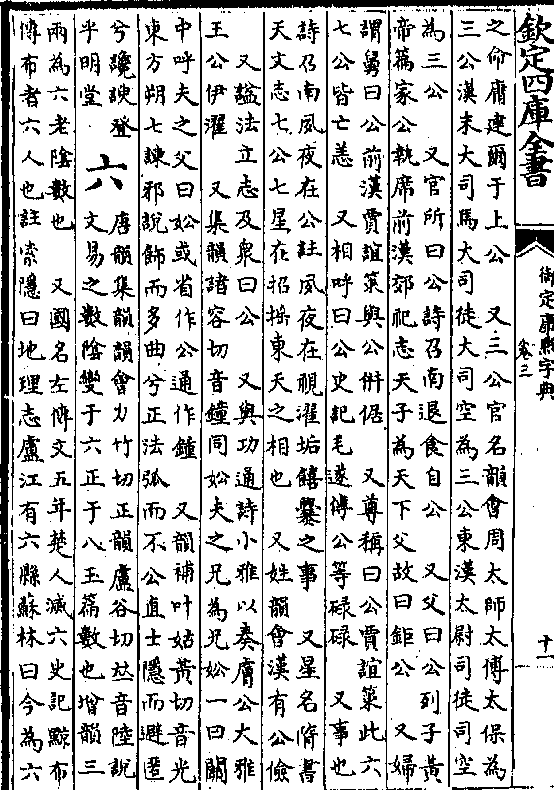 欽定四庫全書
御定康熙字典
卷三
十一
之命庸建爾于上公　又三公官名韻會周太師太傅太保為
三公漢末大司馬大司徒大司空為三公東漢太尉司徒司空
為三公　又官所曰公詩召南退食自公　又父曰公列子黃
帝篇家公執席前漢郊祀志天子為天下父故曰鉅公　又婦
謂舅曰公前漢賈誼策與公倂倨　又尊稱曰公賈誼策此六
七公皆亡恙　又相呼曰公史記毛遂傳公等碌碌　又事也
詩召南夙夜在公註夙夜在視濯垢饎爨之事　又星名隋書
天文志七公七星在招搖東天之相也　又姓韻會漢有公儉
又諡法立志及衆曰公　又與功通詩小雅以奏膚公大雅
王公伊濯　又集韻諸容切音鐘同妐夫之兄為兄妐一曰關
中呼夫之父曰妐或省作公通作鐘　又韻補叶姑黃切音光
東方朔七諫邪說飾而多曲兮正法弧而不公直士隱而避匿
兮讒諛登乎明堂
六　唐韻集韻韻會力竹切正韻盧谷切𠀤音陸說
文易之數隂變于六正于八玉篇數也增韻三
兩為六老隂數也　又國名左傳文五年楚人滅六史記黥布
傳布者六人也註索隱曰地理志盧江有六縣蘇林曰今為六